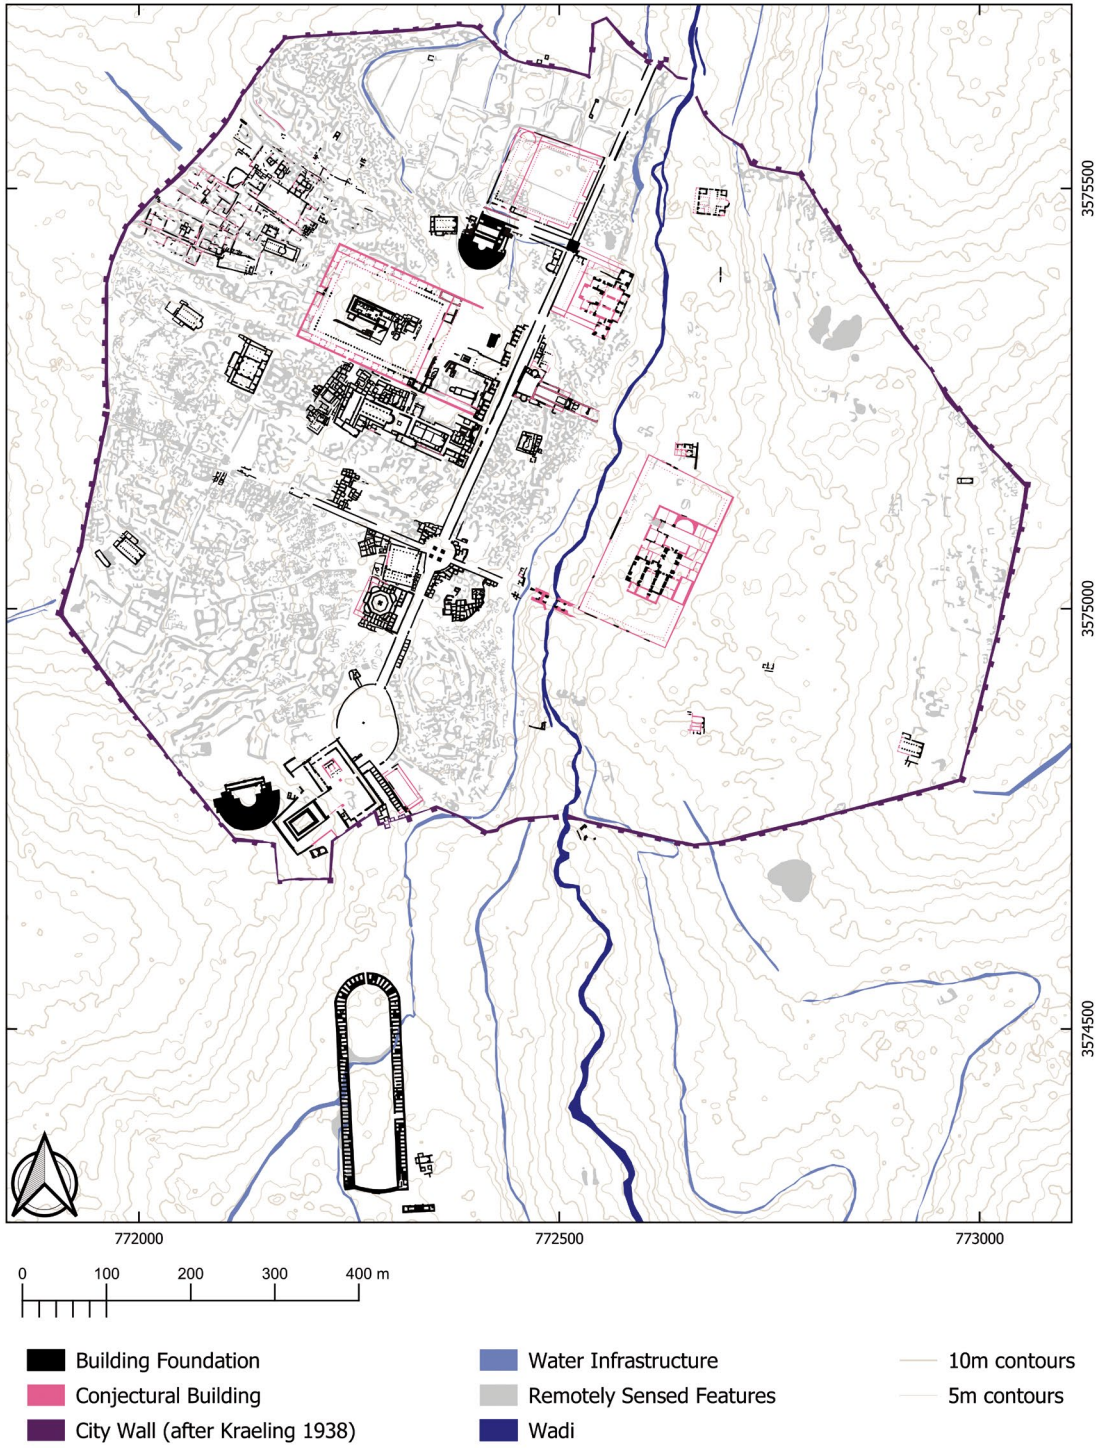 3575500
3575000
3574500
772000
772500
773000
0
100
200
300
400 m
Building Foundation
Conjectural Building
City Wall (after Kraeling 1938)
Water Infrastructure
Remotely Sensed Features
Wadi
10m contours
5m contours